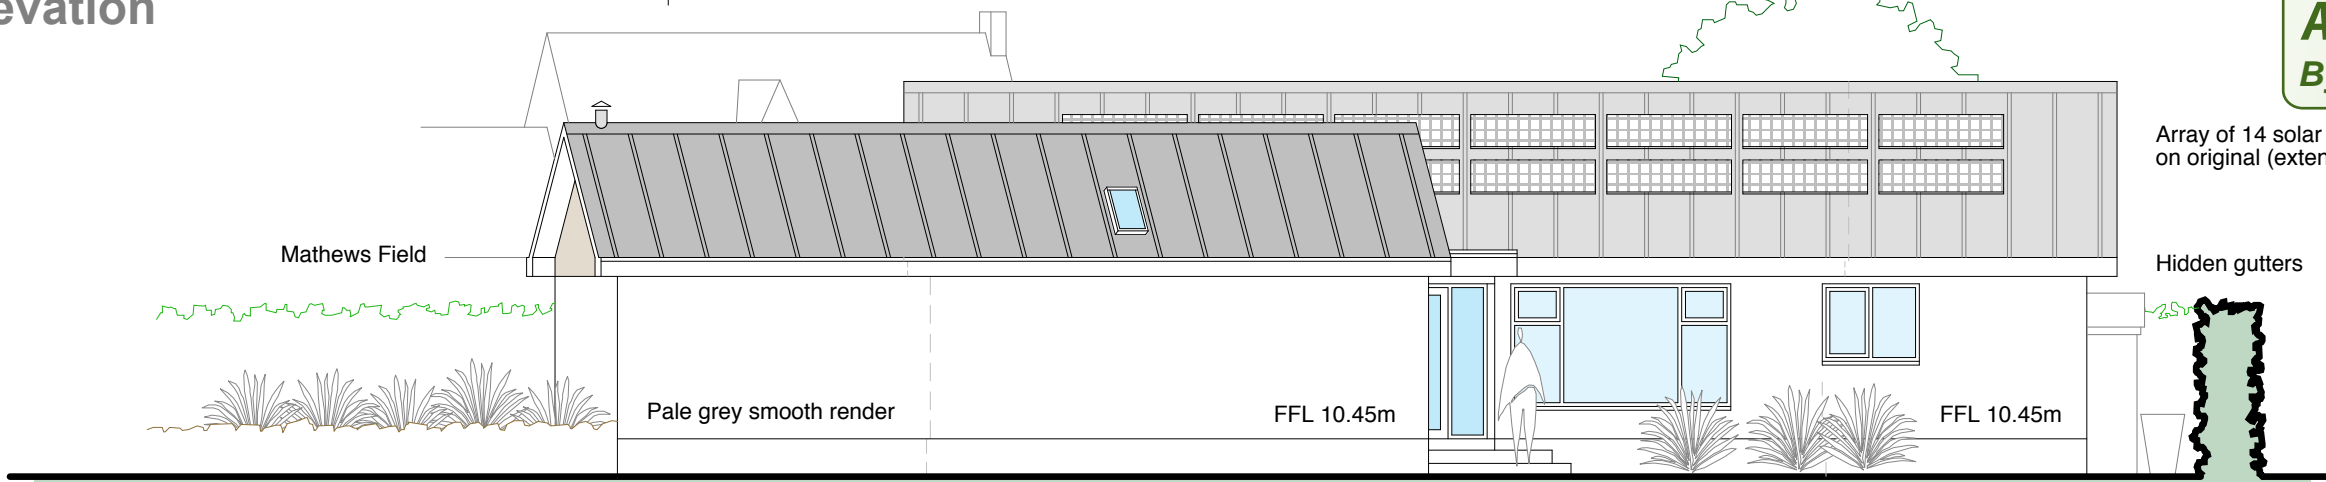 evation
Array of 14 solar
on original (exten
Mathews Field
Hidden gutters
Pale grey smooth render
FFL 10.45m
FFL 10.45m